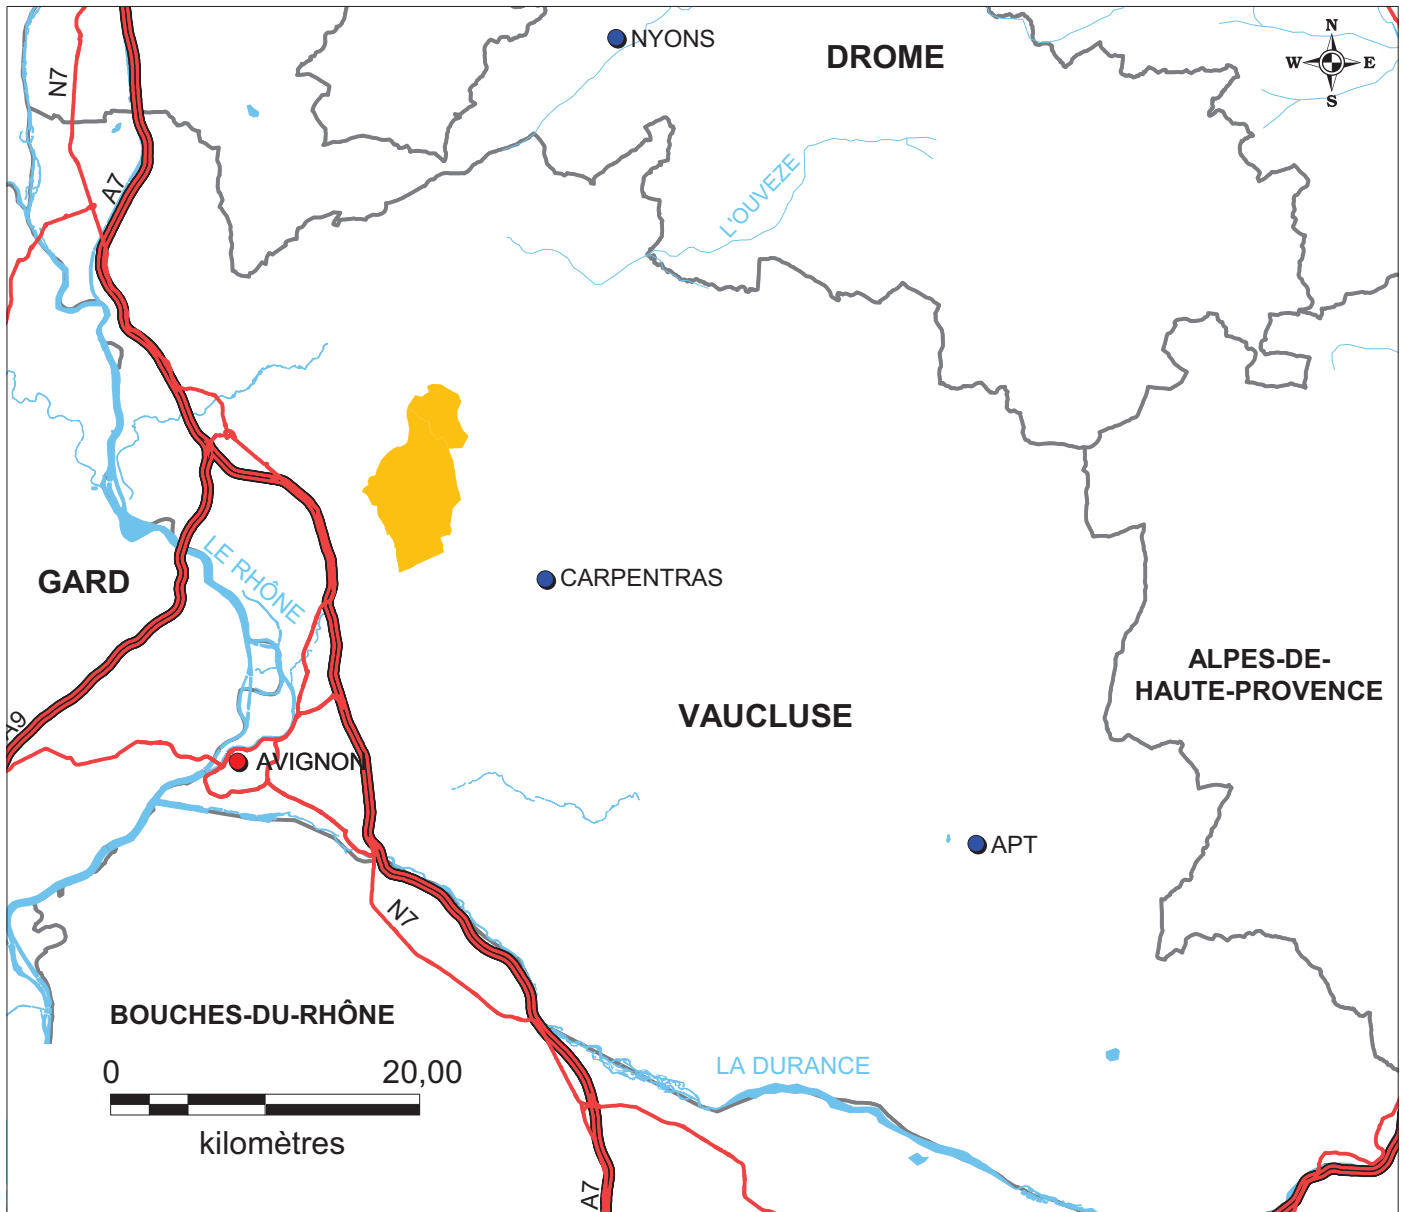 NYONS
DROME
N
W
E
S
N7
A7
L'OUVEZE
LE RHÔNE
GARD
CARPENTRAS
ALPES-DE-
HAUTE-PROVENCE
VAUCLUSE
A9
AVIGNON
APT
N7
BOUCHES-DU-RHÔNE
LA DURANCE
0
20,00
kilomètres
A7